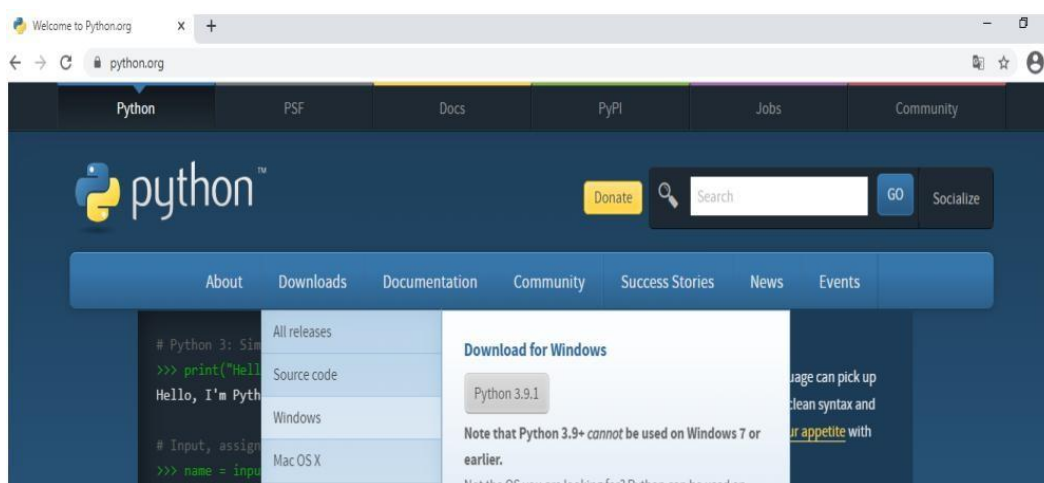 Welcome to Python.org
python.org
Python PSF Docs PyPI Jobs Community
python™
Donate Search GO Socialize
About Downloads Documentation Community Success Stories News Events
# Python 3: Sim
>>> print("Hell
Hello, I'm Pyth
# Input, assign
>>> name = inpu
All releases
Source code
Windows
Mac OS X
Download for Windows
Python 3.9.1
Note that Python 3.9+ cannot be used on Windows 7 or
earlier.
uage can pick up
clean syntax and
ur appetite with